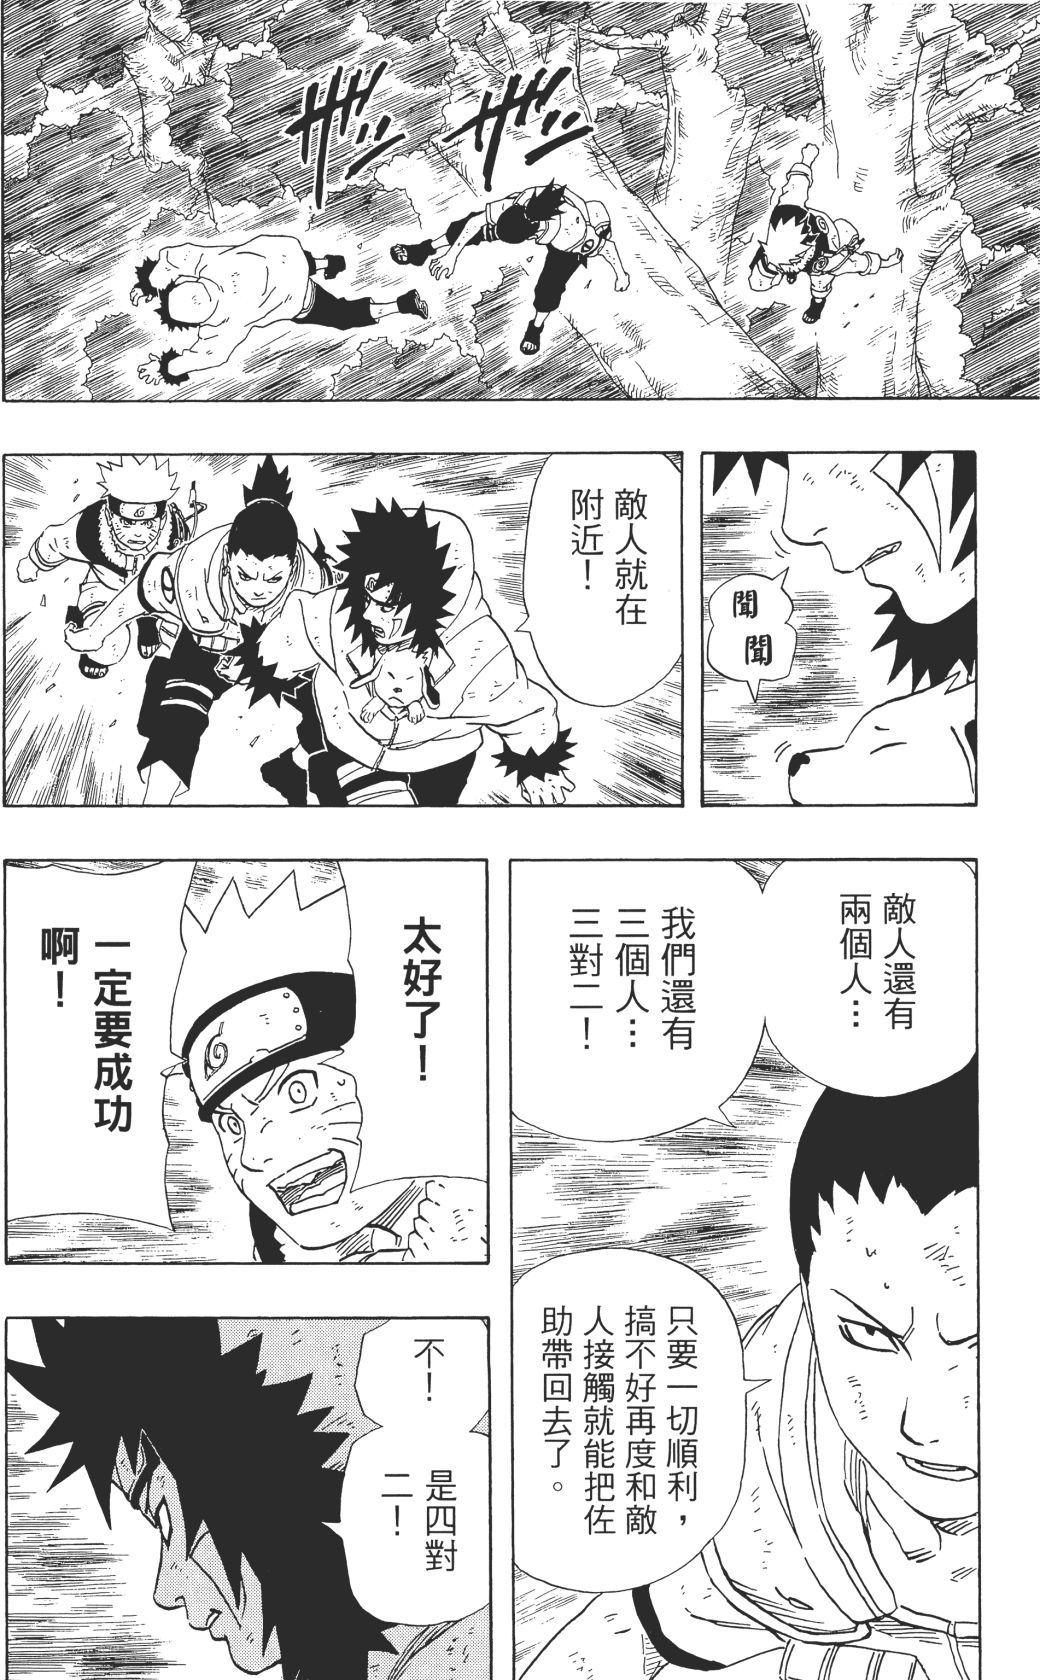 ザザッ
ザザッ
聞
聞
敵人就在
附近！
敵人還有
兩個人…
我們還有
三個人…
三對二！
只要一切順利，
搞不好再度和敵
人接觸就能把佐
助帶回去了。
太好了！
一定要成功
啊！
不！
是四對
二！